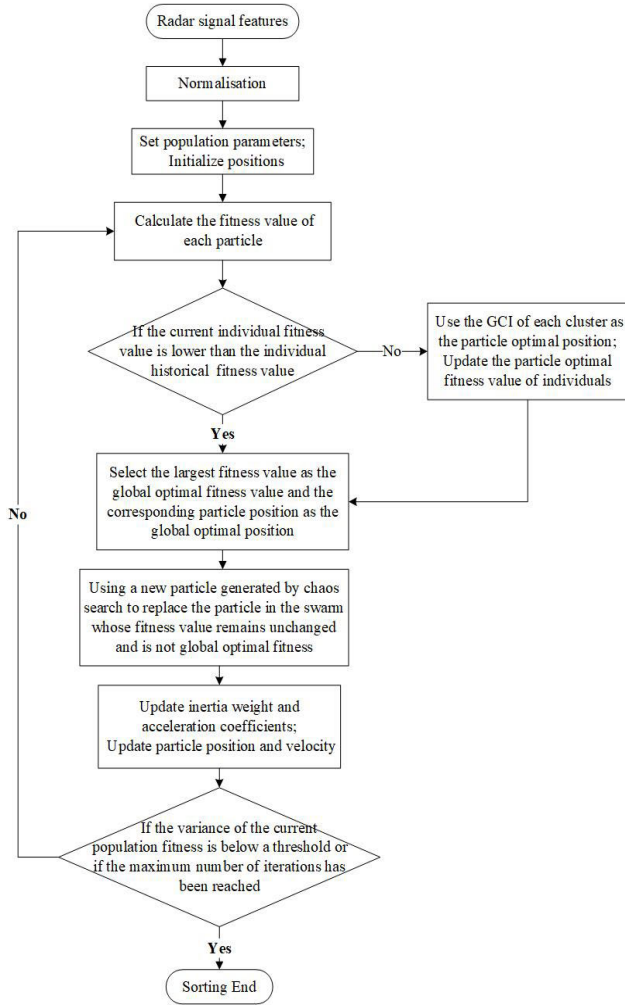 Radar signal features
Normalisation
Set population parameters;
Initialize positions
Calculate the fitness value of
each particle
If the current individual fitness
value is lower than the individual
historical fitness value
No
Use the GCI of each cluster as
the particle optimal position;
Update the particle optimal
fitness value of individuals
Yes
Select the largest fitness value as the
global optimal fitness value and the
corresponding particle position as the
global optimal position
No
Using a new particle generated by chaos
search to replace the particle in the swarm
whose fitness value remains unchanged
and is not global optimal fitness
Update inertia weight and
acceleration coefficients;
Update particle position and velocity
If the variance of the current
population fitness is below a threshold or
if the maximum number of iterations has
been reached
Yes
Sorting End